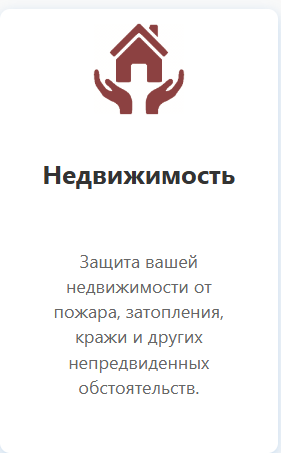 Недвижимость
Защита вашей
недвижимости от
пожара, затопления,
кражи и других
непредвиденных
обстоятельств.